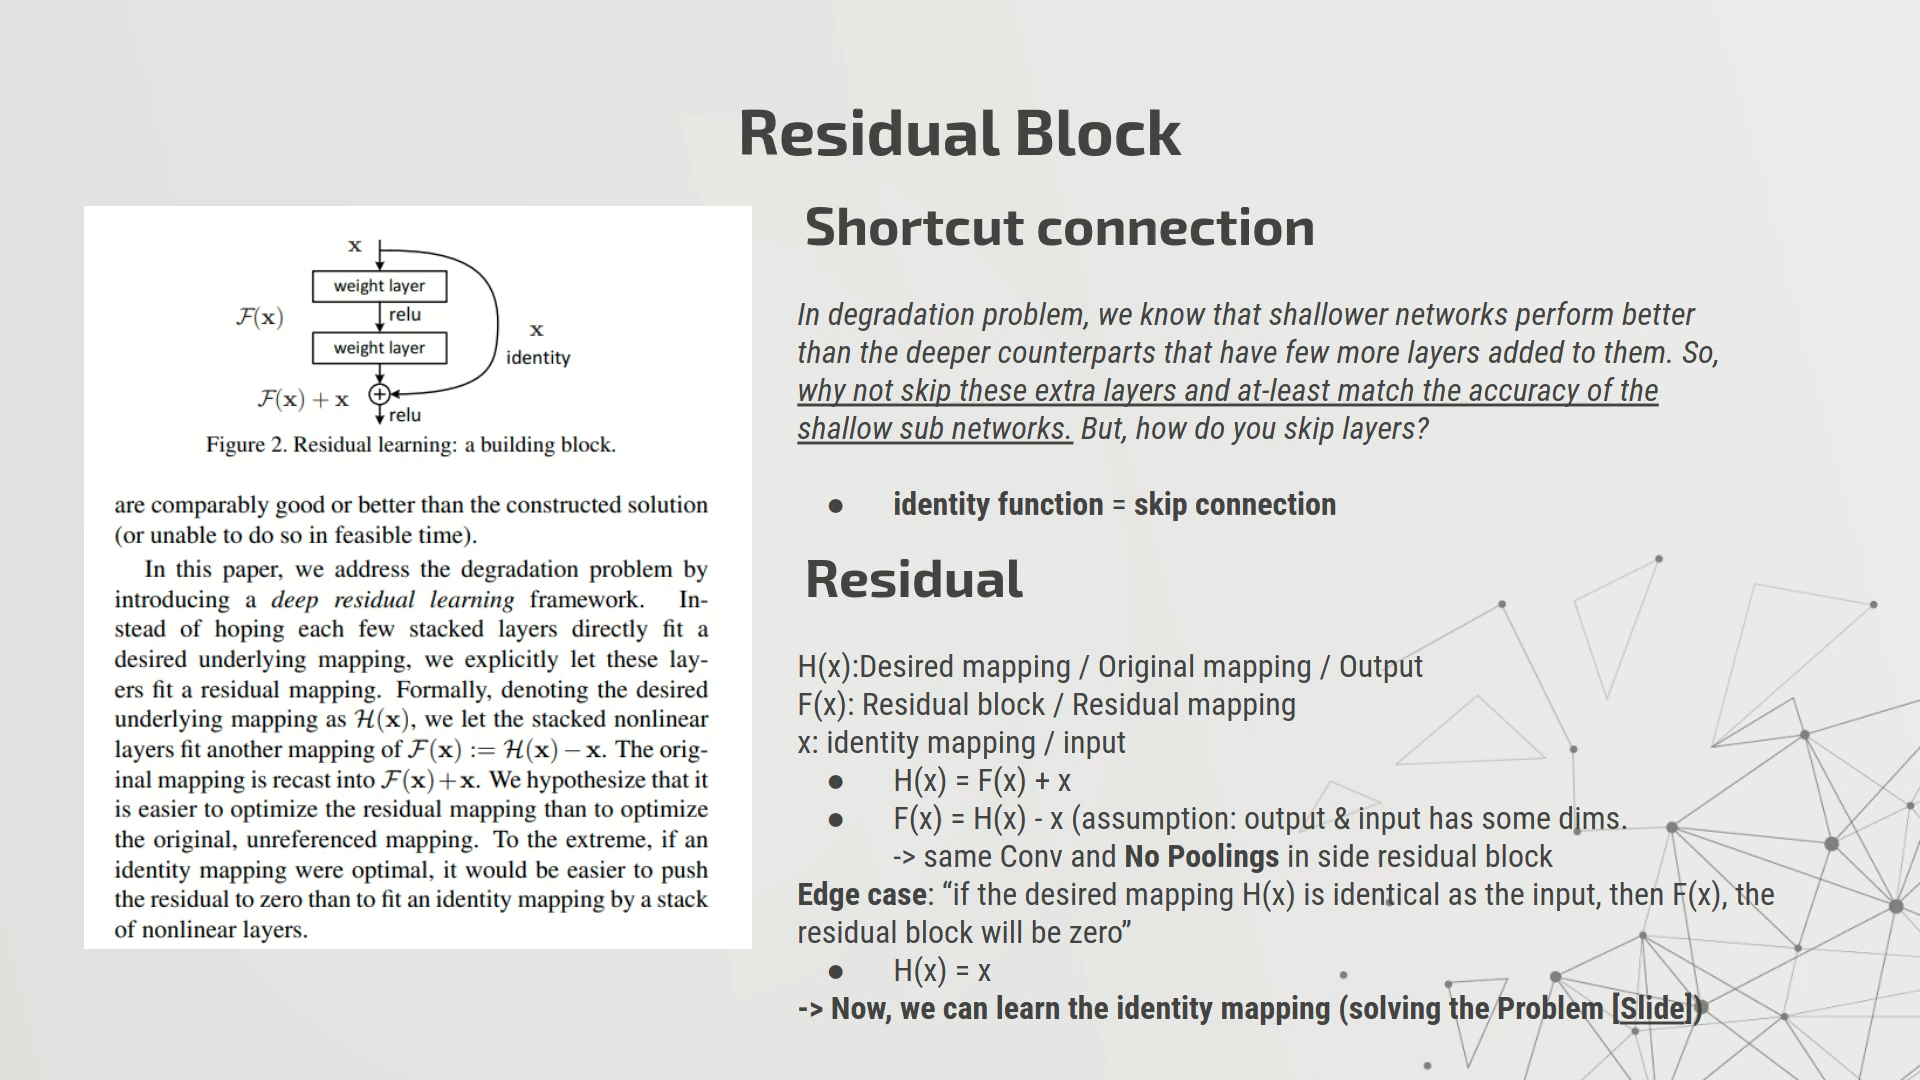 Residual Block
x
weight layer
F(x)
relu
weight layer
x
identity
F(x) + x
relu
Figure 2. Residual learning: a building block.
are comparably good or better than the constructed solution
(or unable to do so in feasible time).
In this paper, we address the degradation problem by
introducing a deep residual learning framework. In-
stead of hoping each few stacked layers directly fit a
desired underlying mapping, we explicitly let these lay-
ers fit a residual mapping. Formally, denoting the desired
underlying mapping as H(x), we let the stacked nonlinear
layers fit another mapping of F(x) := H(x) − x. The orig-
inal mapping is recast into F(x)+x. We hypothesize that it
is easier to optimize the residual mapping than to optimize
the original, unreferenced mapping. To the extreme, if an
identity mapping were optimal, it would be easier to push
the residual to zero than to fit an identity mapping by a stack
of nonlinear layers.
Shortcut connection
In degradation problem, we know that shallower networks perform better
than the deeper counterparts that have few more layers added to them. So,
why not skip these extra layers and at-least match the accuracy of the
shallow sub networks. But, how do you skip layers?
● identity function = skip connection
Residual
H(x):Desired mapping / Original mapping / Output
F(x): Residual block / Residual mapping
x: identity mapping / input
● H(x) = F(x) + x
● F(x) = H(x) - x (assumption: output & input has some dims.
-> same Conv and No Poolings in side residual block
Edge case: “if the desired mapping H(x) is identical as the input, then F(x), the
residual block will be zero”
● H(x) = x
-> Now, we can learn the identity mapping (solving the Problem [Slide])